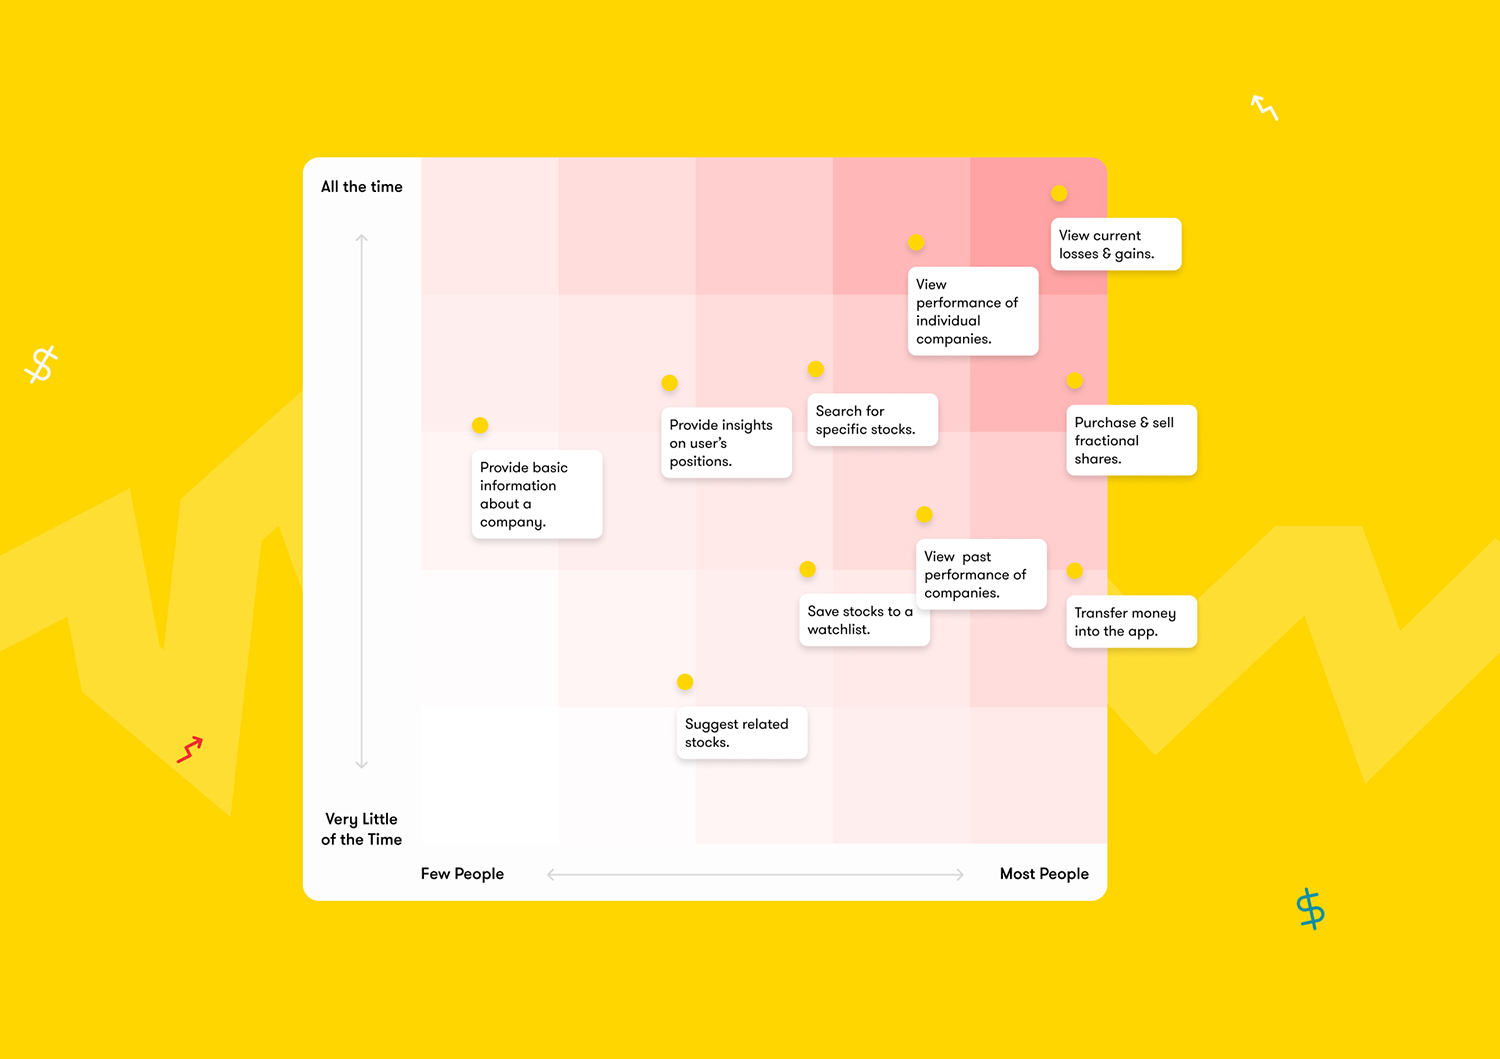 All the time
View current
losses & gains.
View
performance of
individual
companies.
Search for
specific stocks.
Provide insights
on user's
positions.
Purchase & sell
fractional
shares.
Provide basic
information
about a
company.
View  past
performance of
companies.
Save stocks to a
watchlist.
Transfer money
into the app.
Suggest related
stocks.
Very Little
of the Time
Few People
Most People